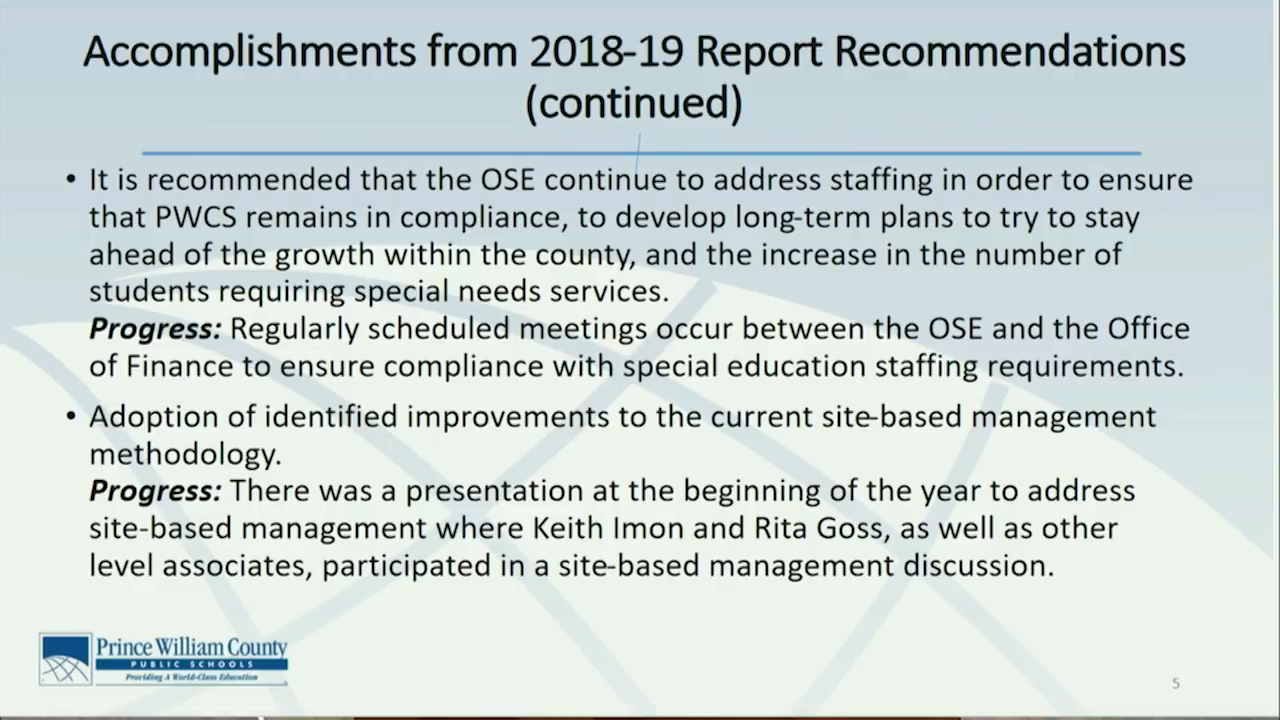 Accomplishments from 2018-19 Report Recommendations
(continued)
• It is recommended that the OSE continue to address staffing in order to ensure
that PWCS remains in compliance, to develop long-term plans to try to stay
ahead of the growth within the county, and the increase in the number of
students requiring special needs services.
Progress: Regularly scheduled meetings occur between the OSE and the Office
of Finance to ensure compliance with special education staffing requirements.
• Adoption of identified improvements to the current site-based management
methodology.
Progress: There was a presentation at the beginning of the year to address
site-based management where Keith Imon and Rita Goss, as well as other
level associates, participated in a site-based management discussion.
Prince William County
PUBLIC SCHOOLS
Providing A World-Class Education
5